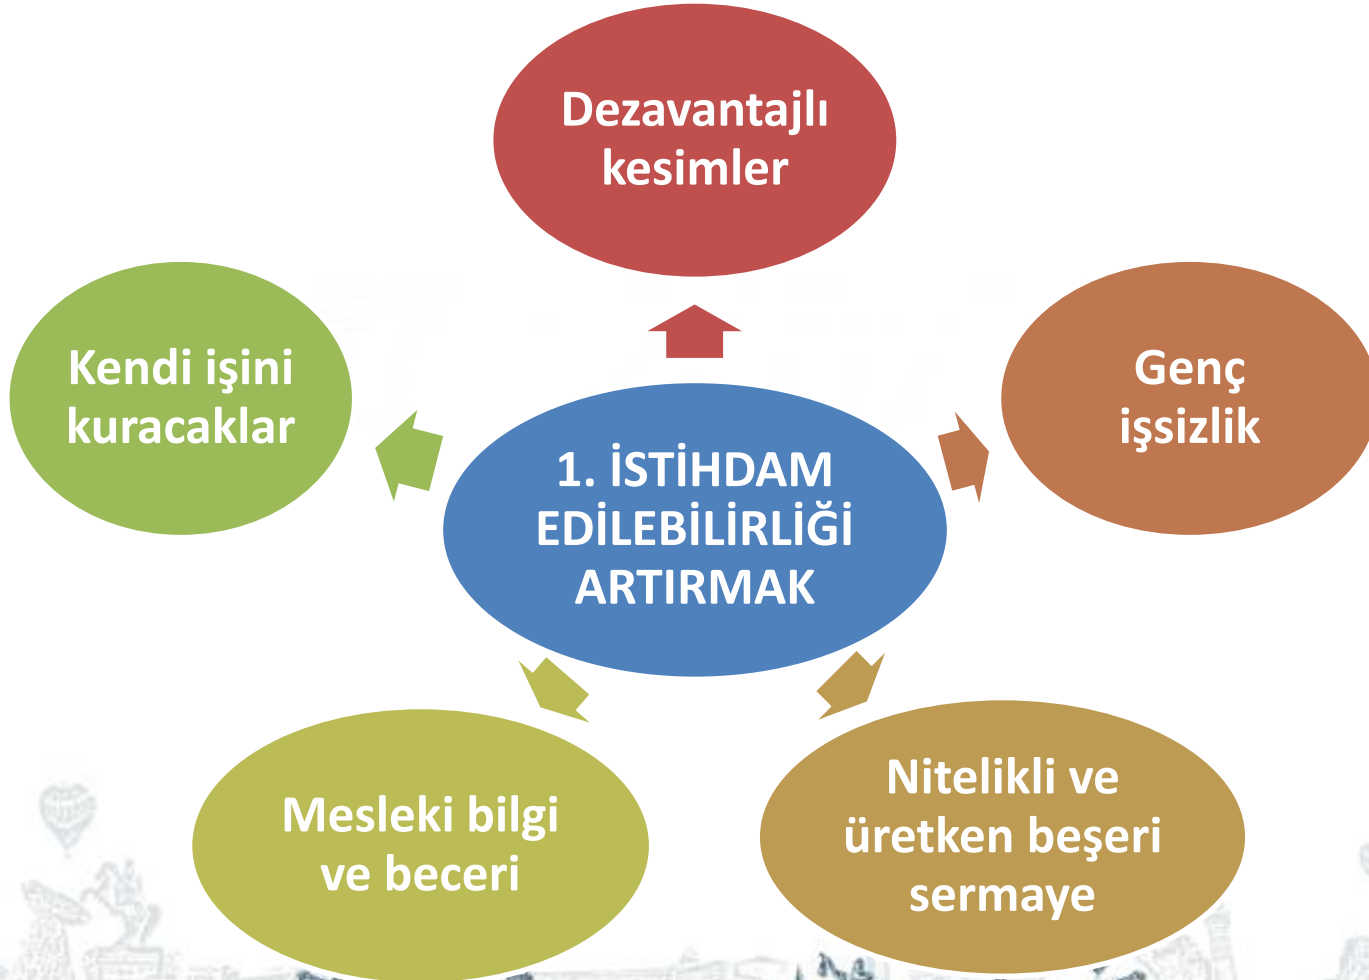 Dezavantajlı
kesimler
Kendi işini
kuracaklar
Genç
işsizlik
1. İSTİHDAM
EDİLEBİLİRLİĞİ
ARTIRMAK
Mesleki bilgi
ve beceri
Nitelikli ve
üretken beşeri
sermaye